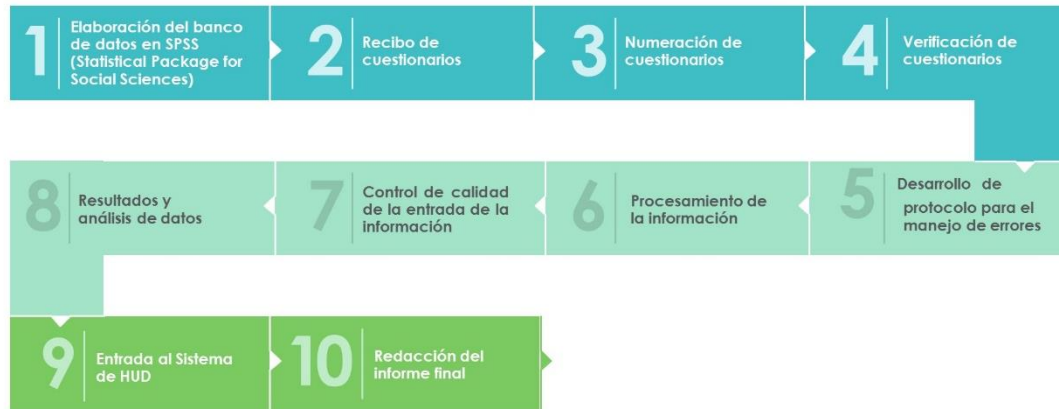 1
Elaboración del banco
de datos en SPSS
(Statistical Package for
Social Sciences)
2
Recibo de
cuestionarios
3
Numeración de
cuestionarios
4
Verificación de
cuestionarios
5
Desarrollo de
protocolo para el
manejo de errores
6
Procesamiento de
la información
7
Control de calidad
de la entrada de la
información
8
Resultados y
análisis de datos
9
Entrada al Sistema
de HUD
10
Redacción del
informe final